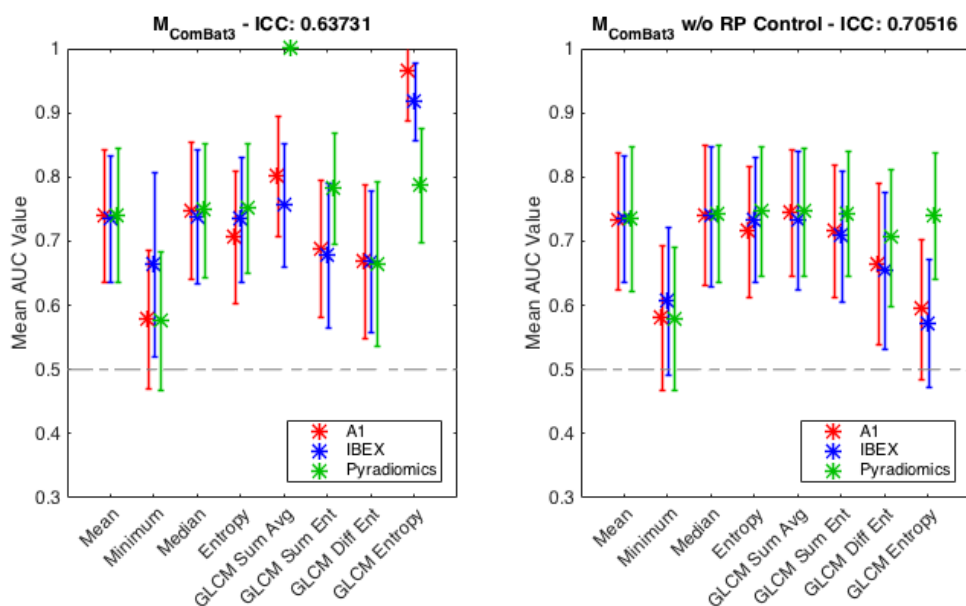 M_ComBat3 - ICC: 0.63731
Mean AUC Value
1
0.9
0.8
0.7
0.6
0.5
0.4
0.3
A1
IBEX
Pyradiomics
Mean
Minimum
Median
Entropy
GLCM Sum Avg
GLCM Sum Ent
GLCM Diff Ent
GLCM Entropy
M_ComBat3 w/o RP Control - ICC: 0.70516
Mean AUC Value
1
0.9
0.8
0.7
0.6
0.5
0.4
0.3
A1
IBEX
Pyradiomics
Mean
Minimum
Median
Entropy
GLCM Sum Avg
GLCM Sum Ent
GLCM Diff Ent
GLCM Entropy